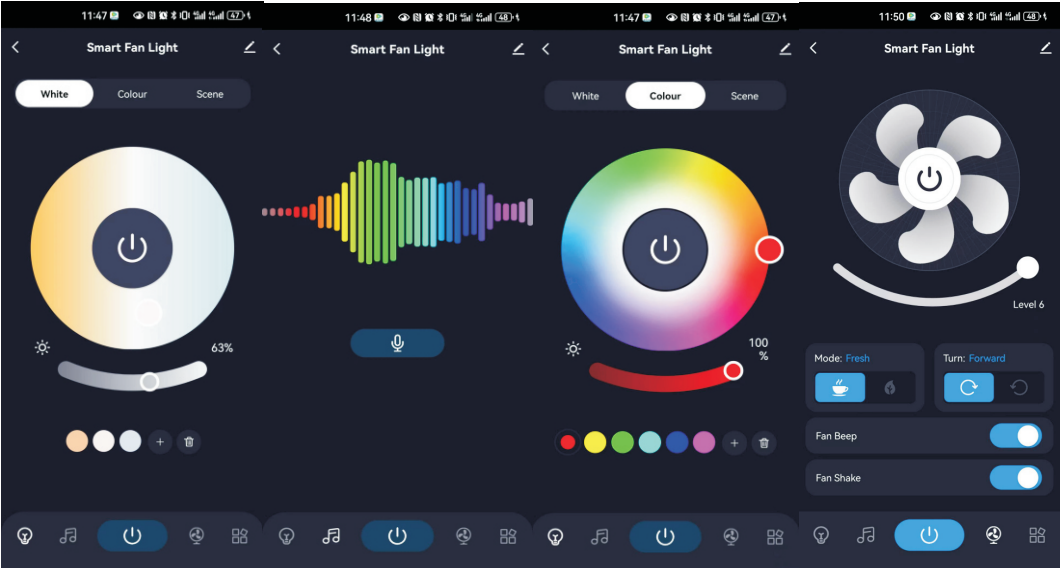 11:47 47
Smart Fan Light
White Colour Scene
63%
11:48 48
Smart Fan Light
11:47 47
Smart Fan Light
White Colour Scene
100
%
11:50 48
Smart Fan Light
Level 6
Mode: Fresh Turn: Forward
Fan Beep
Fan Shake